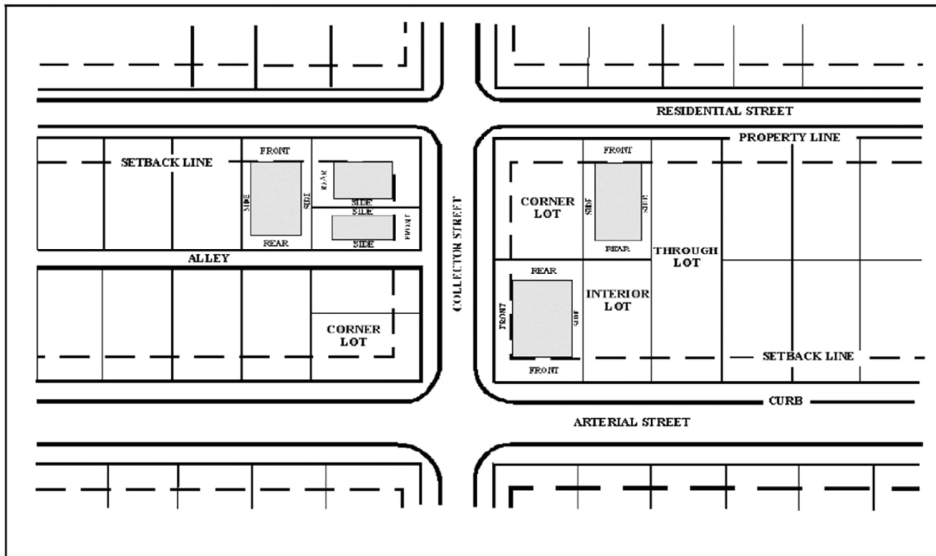 RESIDENTIAL STREET
PROPERTY LINE
SETBACK LINE
FRONT
SIDE
SIDE
REAR
REAR
SIDE
SIDE
SIDE
FRONT
ALLEY
CORNER
LOT
COLLECTOR STREET
CORNER
LOT
FRONT
SIDE
SIDE
REAR
THROUGH
LOT
INTERIOR
LOT
REAR
FRONT
SIDE
FRONT
SETBACK LINE
CURB
ARTERIAL STREET